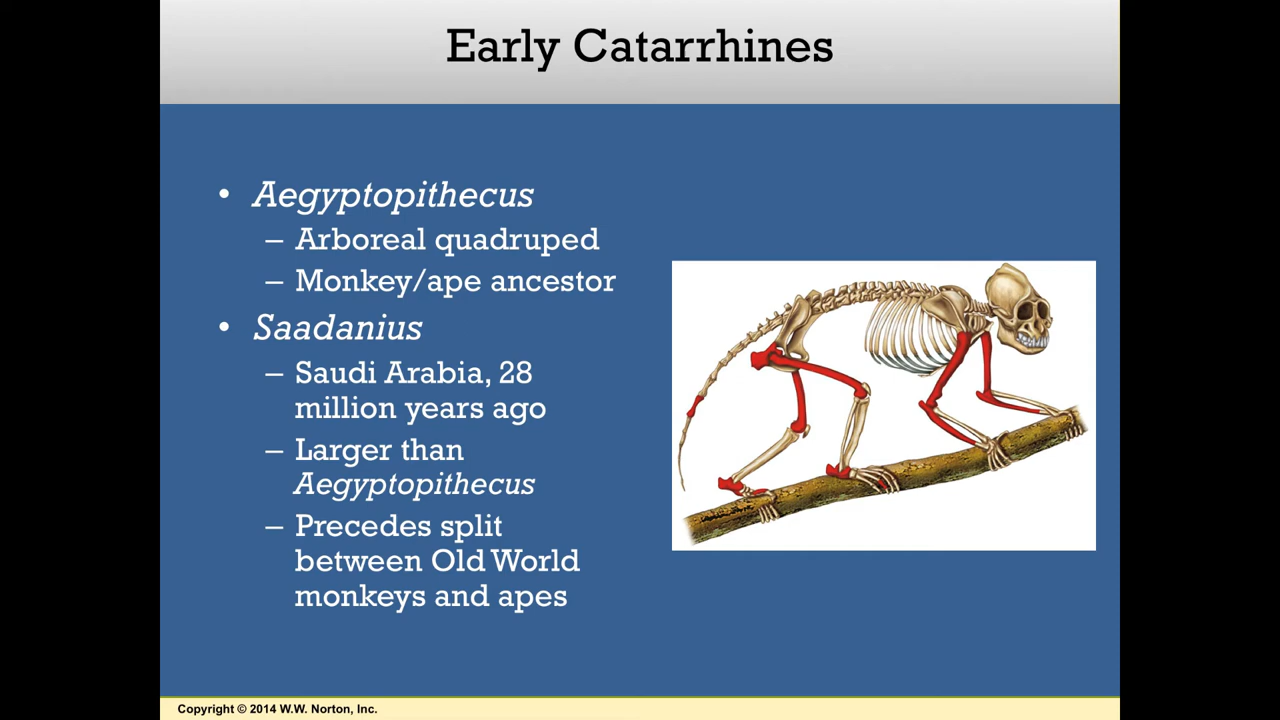 Early Catarrhines
• Aegyptopithecus
– Arboreal quadruped
– Monkey/ape ancestor
• Saadanius
– Saudi Arabia, 28
million years ago
– Larger than
Aegyptopithecus
– Precedes split
between Old World
monkeys and apes
Copyright © 2014 W.W. Norton, Inc.